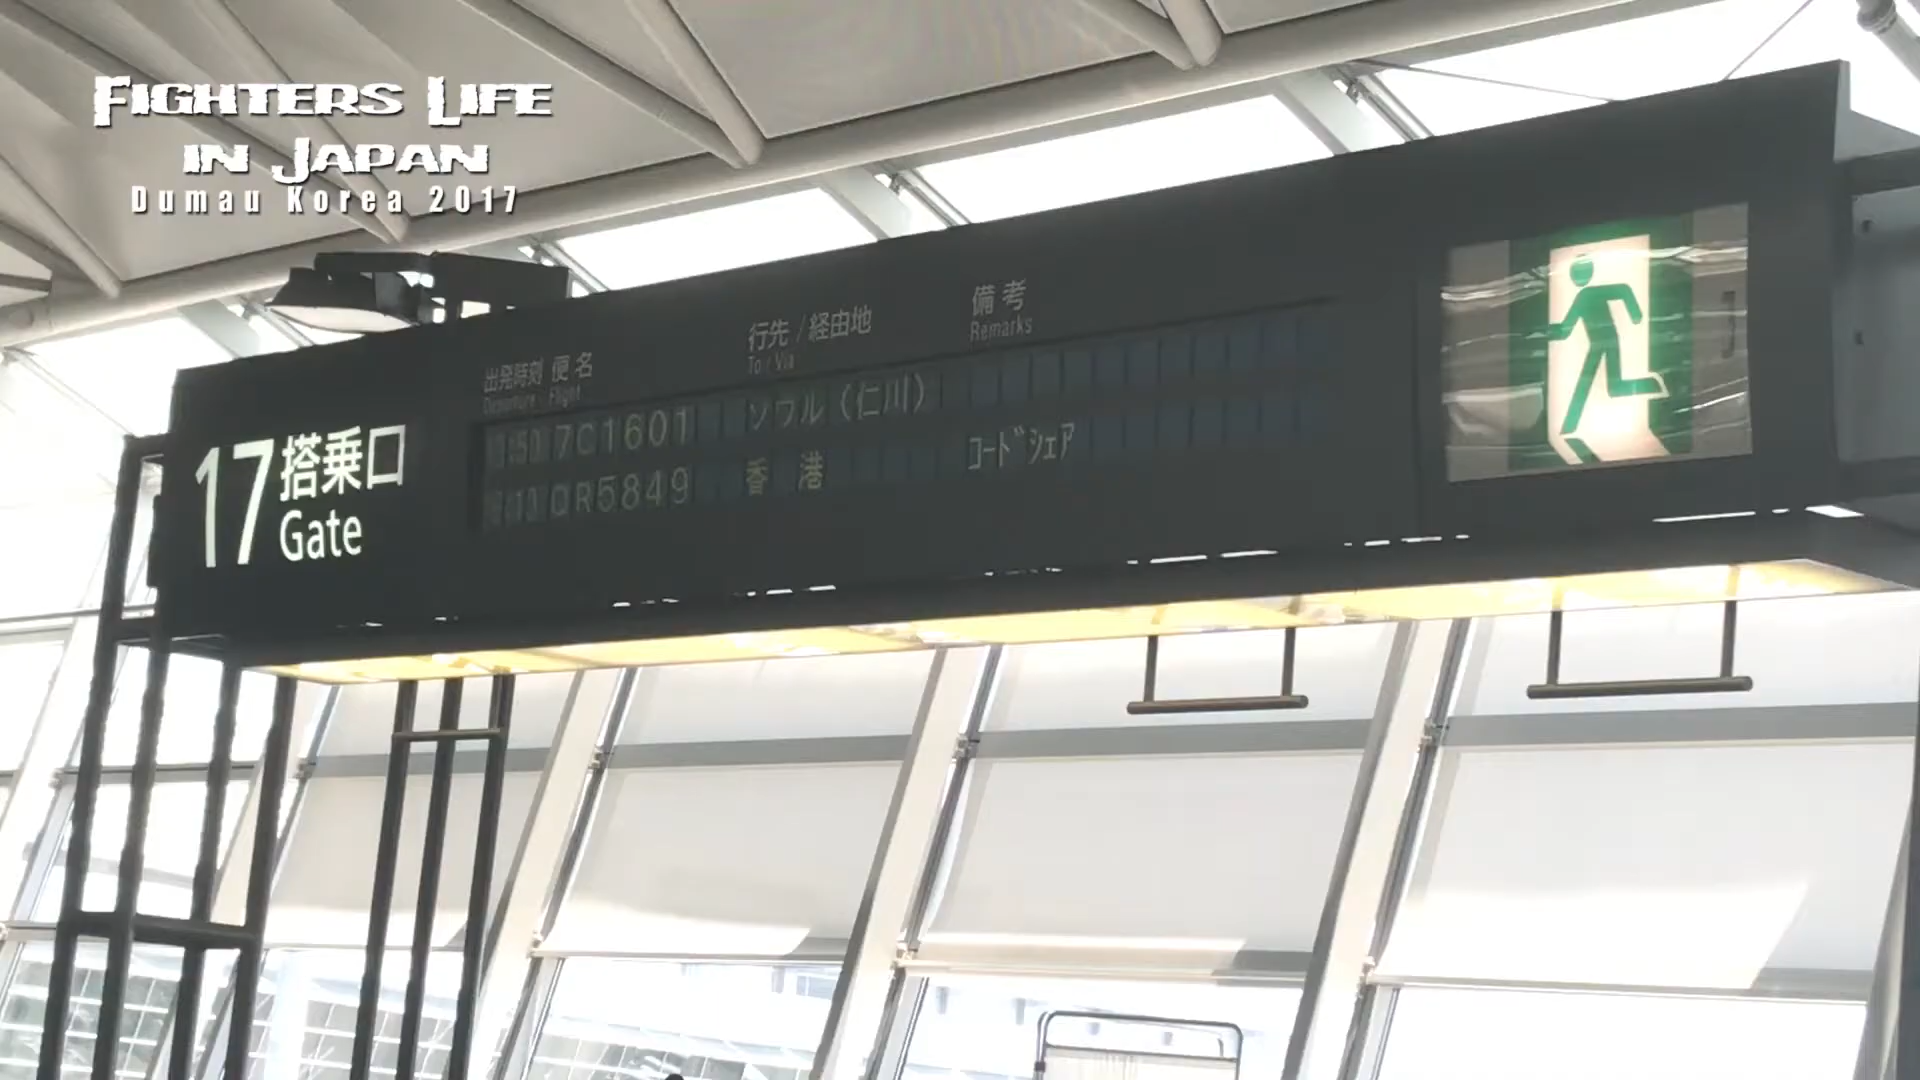 FIGHTERS LIFE
IN JAPAN
Dumau Korea 2017
17 搭乗口
Gate
出発時刻 便名
Departure Flight
行先/経由地
To/Via
備考
Remarks
7C1601 ソウル(仁川)
5849 香港 コードシェア